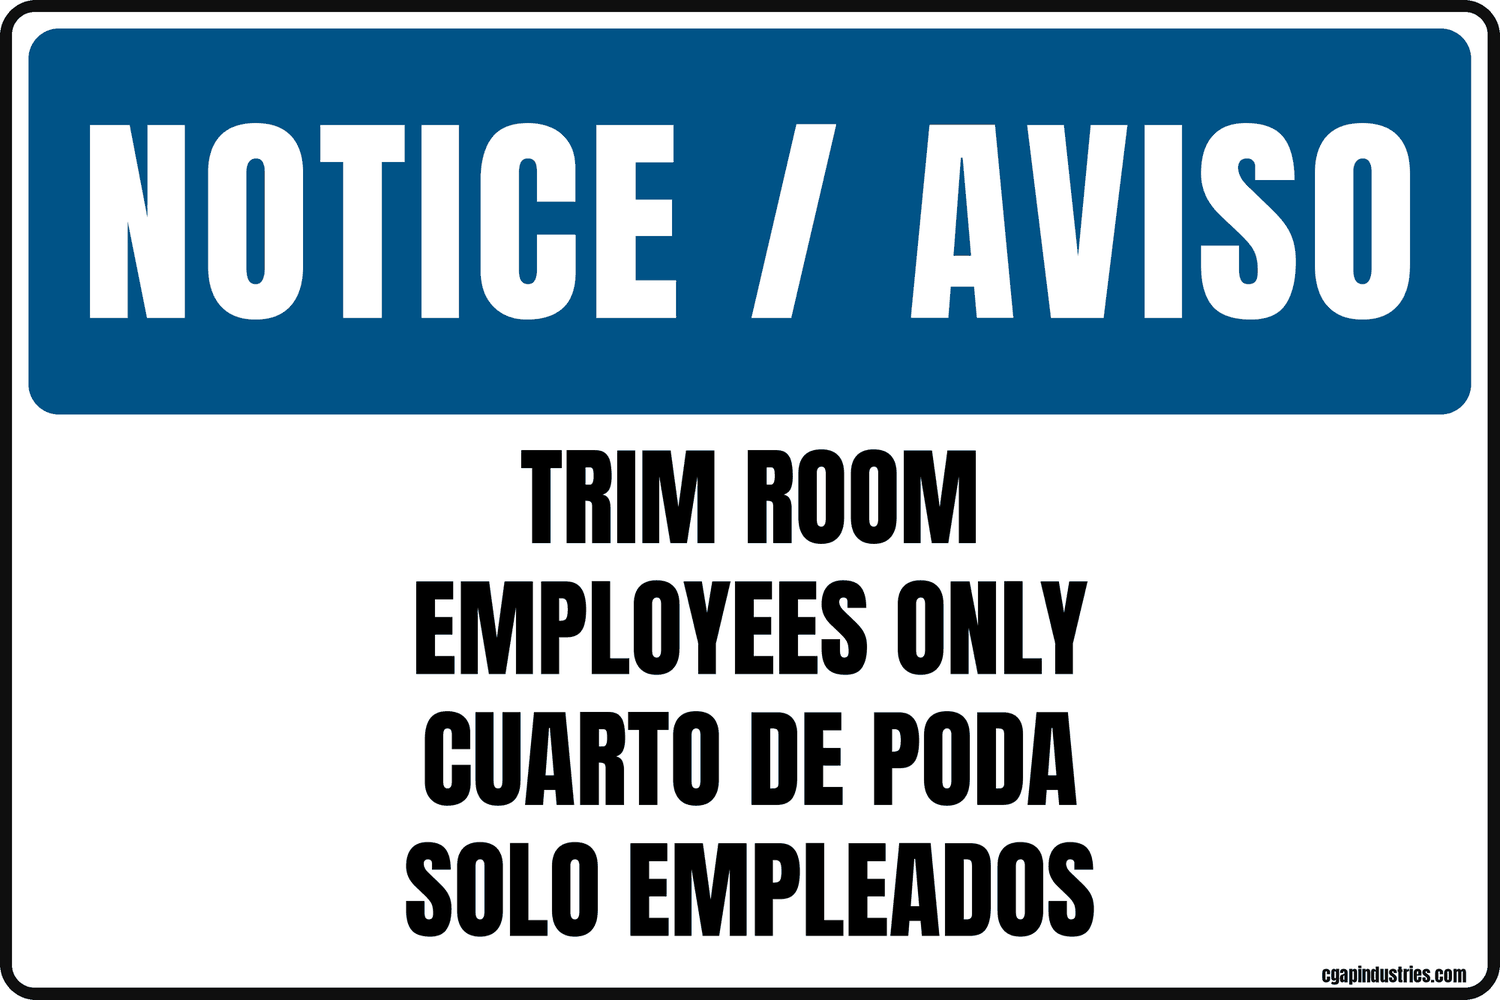 NOTICE / AVISO
TRIM ROOM
EMPLOYEES ONLY
CUARTO DE PODA
SOLO EMPLEADOS
cgapindustries.com